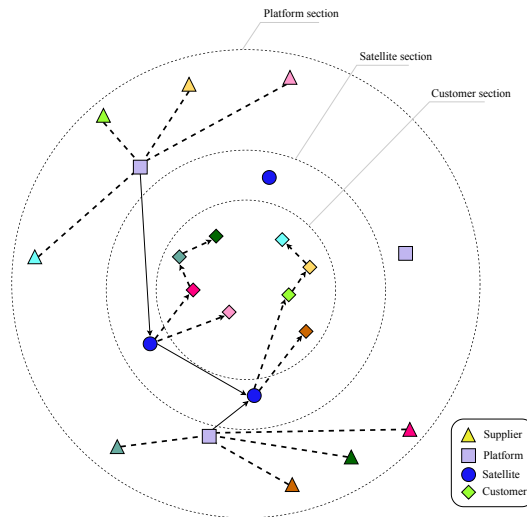 Platform section
Satellite section
Customer section
Supplier
Platform
Satellite
Customer